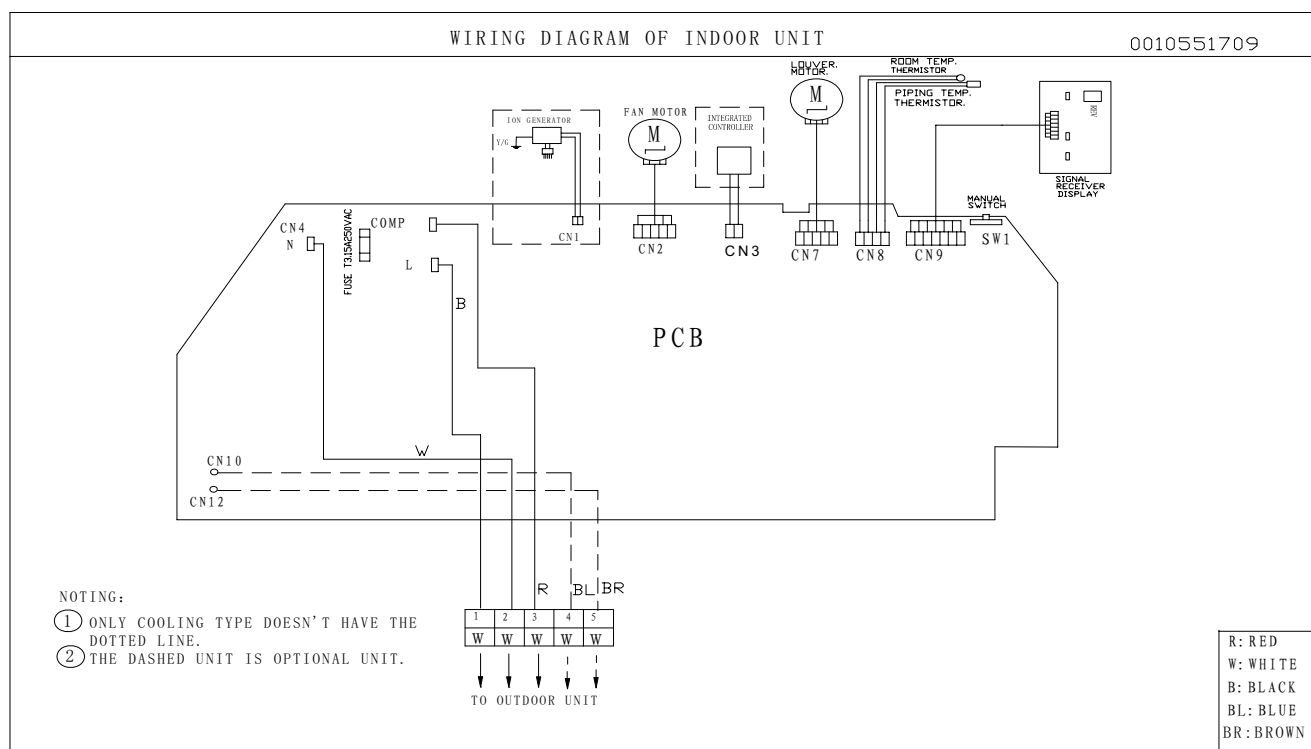 WIRING DIAGRAM OF INDOOR UNIT
0010551709
LOUVER.
MOTOR.
M
ROOM TEMP.
THERMISTOR
PIPING TEMP.
THERMISTOR.
REV
SIGNAL
RECEIVER
DISPLAY
ION GENERATOR
Y/G
CN1
FAN MOTOR
M
CN2
INTEGRATED
CONTROLLER
CN3
CN7
CN8
CN9
MANUAL
SWITCH
SW1
CN4
N
FUSE T3.15A250VAC
COMP
L
B
PCB
W
CN10
CN12
R
BL
BR
1 2 3 4 5
W W W W W
TO OUTDOOR UNIT
NOTING:
1 ONLY COOLING TYPE DOESN'T HAVE THE
DOTTED LINE.
2 THE DASHED UNIT IS OPTIONAL UNIT.
R: RED
W: WHITE
B: BLACK
BL: BLUE
BR: BROWN